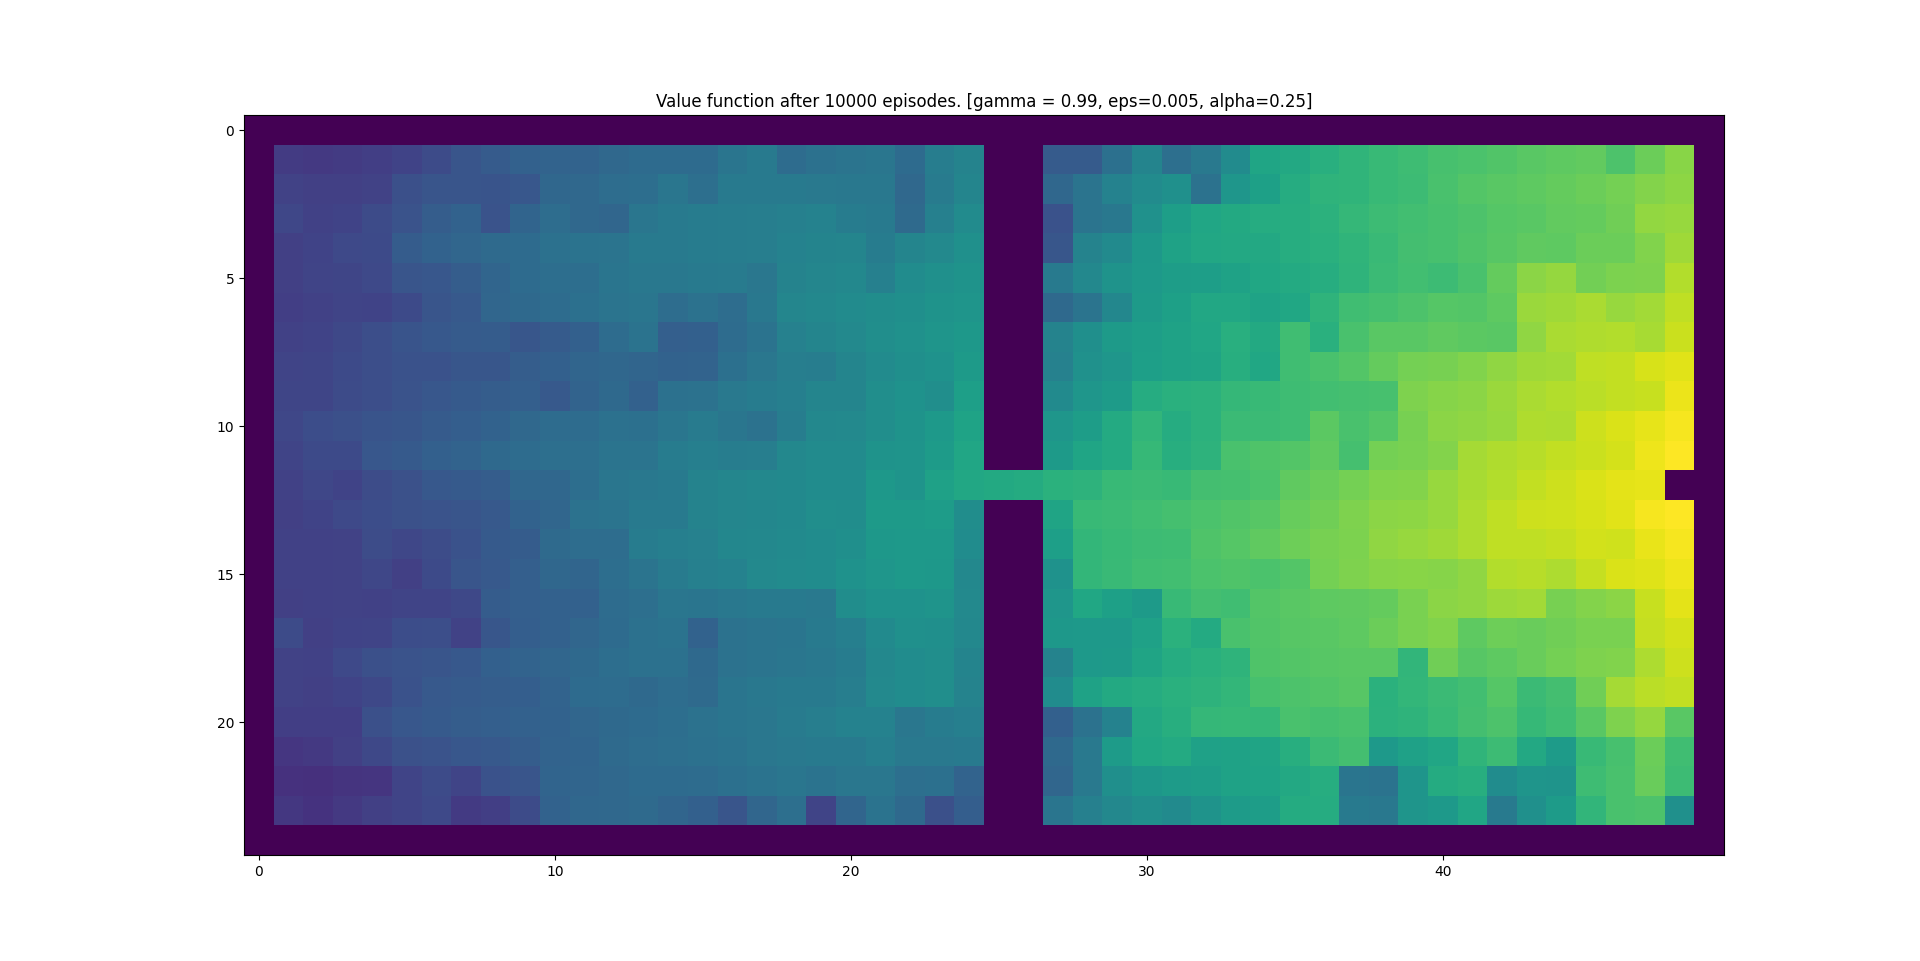 Value function after 10000 episodes. [gamma = 0.99, eps=0.005, alpha=0.25]
0
5
10
15
20
0 10 20 30 40